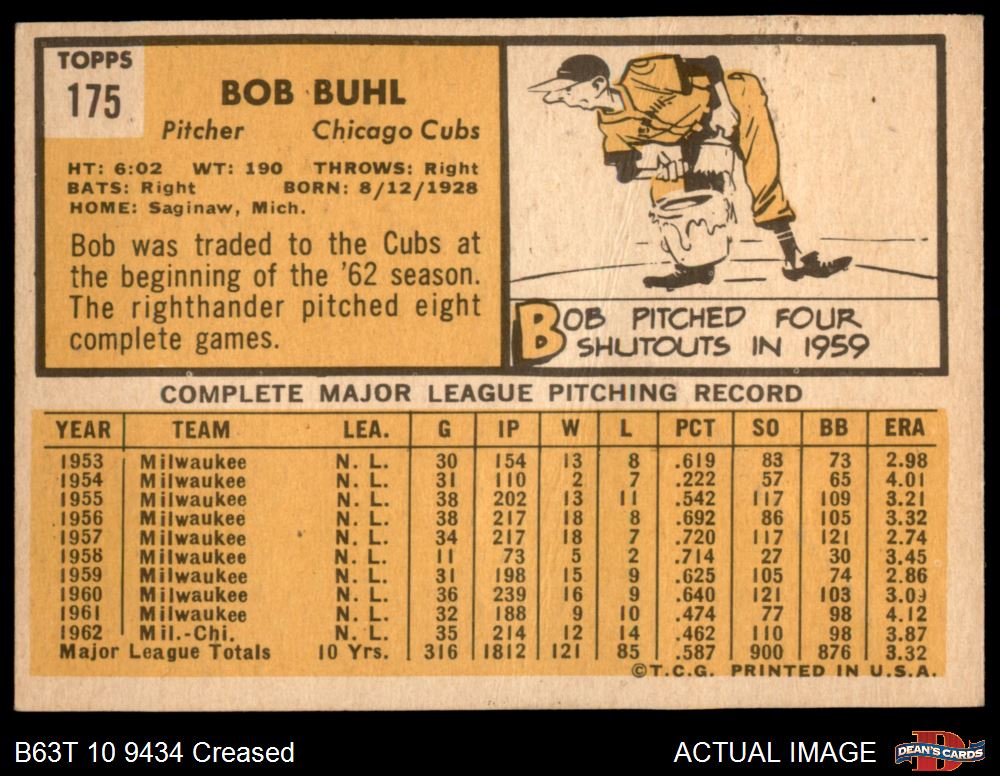 TOPPS
175
BOB BUHL
Pitcher Chicago Cubs
HT: 6:02 WT: 190 THROWS: Right
BATS: Right BORN: 8/12/1928
HOME: Saginaw, Mich.
Bob was traded to the Cubs at
the beginning of the '62 season.
The righthander pitched eight
complete games.
BOB PITCHED FOUR
SHUTOUTS IN 1959
COMPLETE MAJOR LEAGUE PITCHING RECORD
YEAR TEAM LEA. G IP W L PCT SO BB ERA
1953 Milwaukee N. L. 30 154 13 8 .619 83 73 2.98
1954 Milwaukee N. L. 31 110 2 7 .222 57 65 4.01
1955 Milwaukee N. L. 38 202 13 11 .542 117 109 3.21
1956 Milwaukee N. L. 38 217 18 8 .692 86 105 3.32
1957 Milwaukee N. L. 34 217 18 7 .720 117 121 2.74
1958 Milwaukee N. L. 11 73 5 2 .714 27 30 3.45
1959 Milwaukee N. L. 31 198 15 9 .625 105 74 2.86
1960 Milwaukee N. L. 36 239 16 9 .640 121 103 3.09
1961 Milwaukee N. L. 32 188 9 10 .474 77 98 4.12
1962 Mil.-Chi. N. L. 35 214 12 14 .462 110 98 3.87
Major League Totals 10 Yrs. 316 1812 121 85 .587 900 876 3.32
©T.C.G. PRINTED IN U.S.A.
B63T 10 9434 Creased ACTUAL IMAGE DEAN'S CARDS